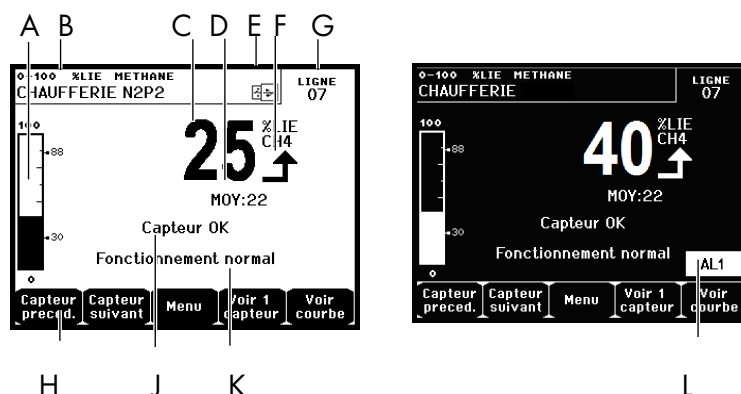 A B C D E F G
0-100 %LIE METHANE
CHAUFFERIE N2P2
LIGNE
07
100
88
30
0
25
%LIE
CH4
MOY:22
Capteur OK
Fonctionnement normal
Capteur preced.
Capteur suivant
Menu
Voir 1 capteur
Voir courbe
H J K
0-100 %LIE METHANE
CHAUFFERIE
LIGNE
07
100
88
30
0
40
%LIE
CH4
MOY:22
Capteur OK
Fonctionnement normal
AL1
Capteur preced.
Capteur suivant
Menu
Voir 1 capteur
Voir courbe
L